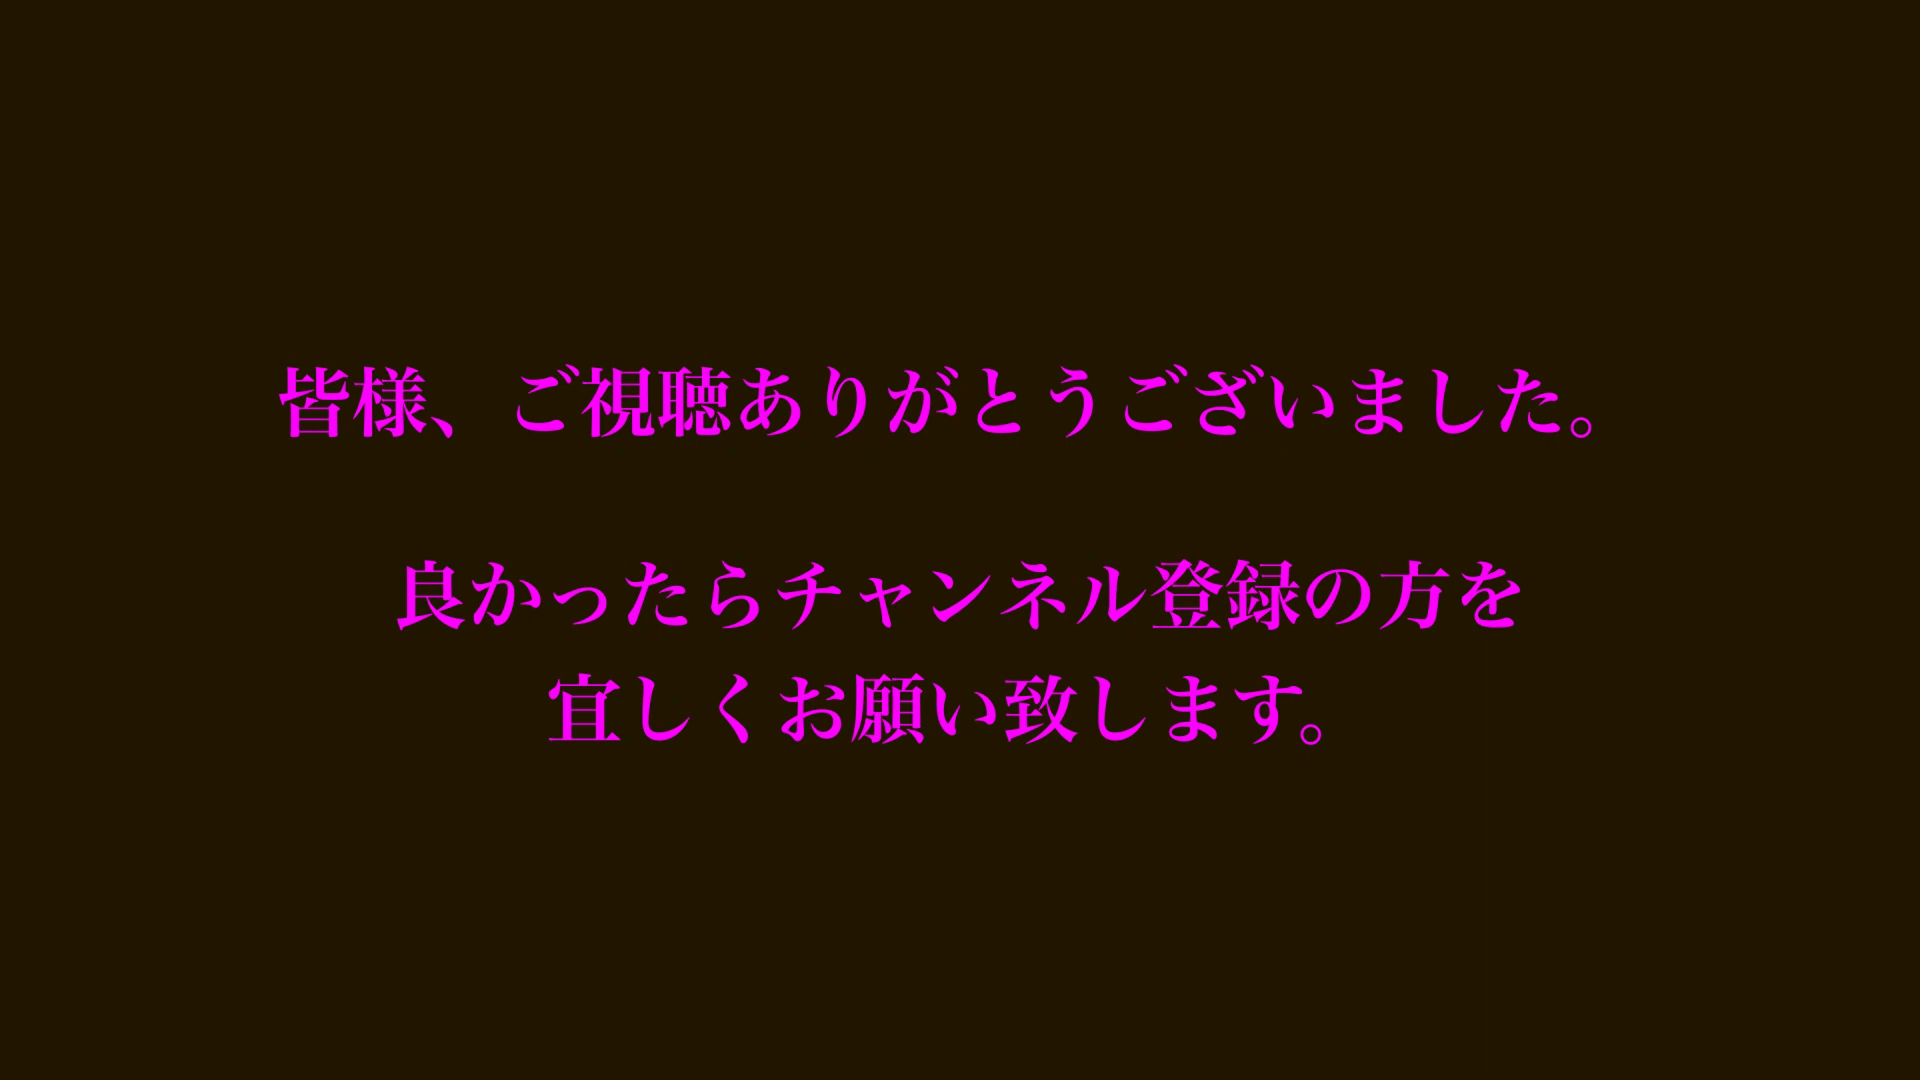 皆様、ご視聴ありがとうございました。
良かったらチャンネル登録の方を
宜しくお願い致します。